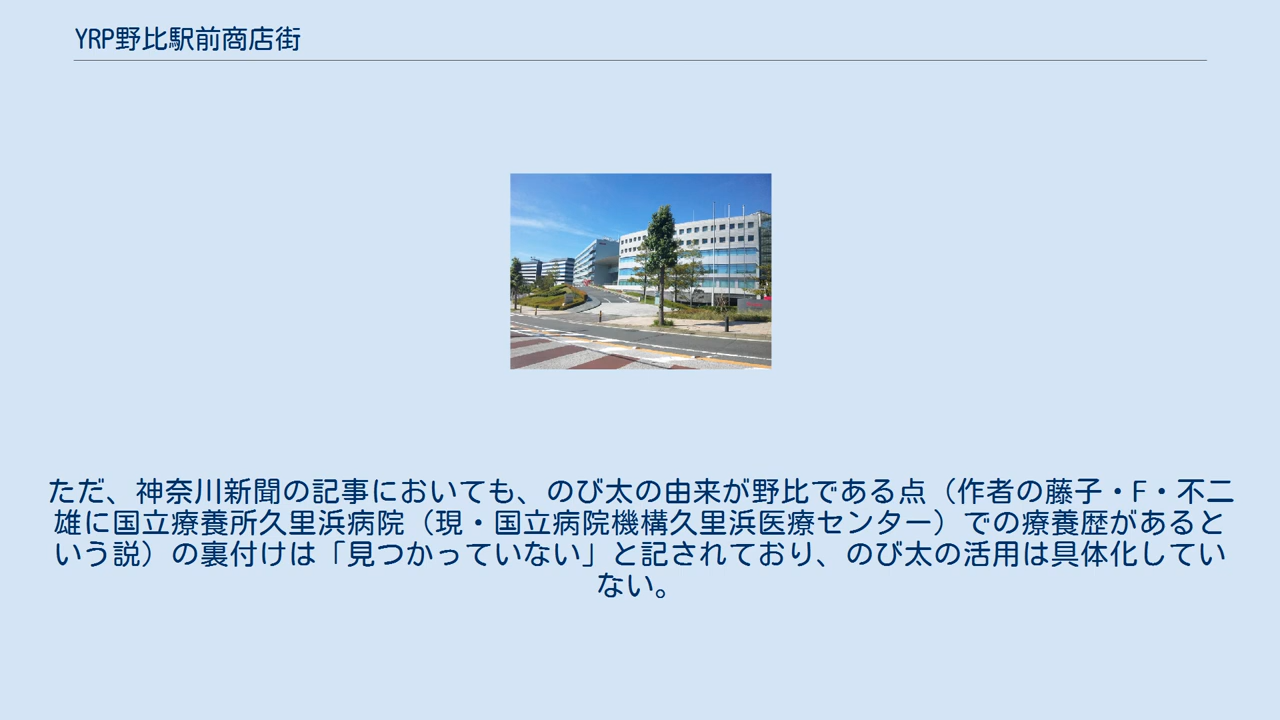 YRP野比駅前商店街
ただ、神奈川新聞の記事においても、のび太の由来が野比である点（作者の藤子・F・不二
雄に国立療養所久里浜病院（現・国立病院機構久里浜医療センター）での療養歴があると
いう説）の裏付けは「見つかっていない」と記されており、のび太の活用は具体化してい
ない。